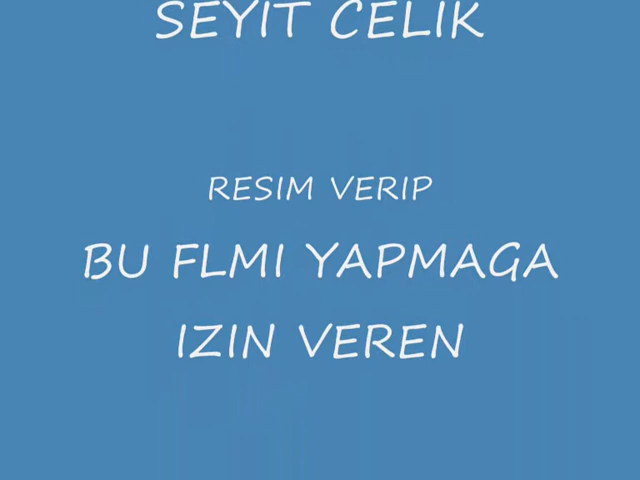 SEYIT CELIK
RESIM VERIP
BU FLMI YAPMAGA
IZIN VEREN